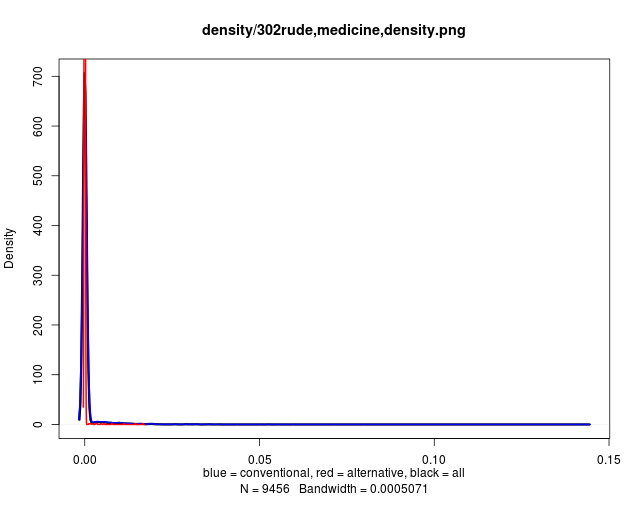 density/302rude,medicine,density.png
700
600
500
400
300
200
100
0
Density
0.00 0.05 0.10 0.15
blue = conventional, red = alternative, black = all
N = 9456 Bandwidth = 0.0005071